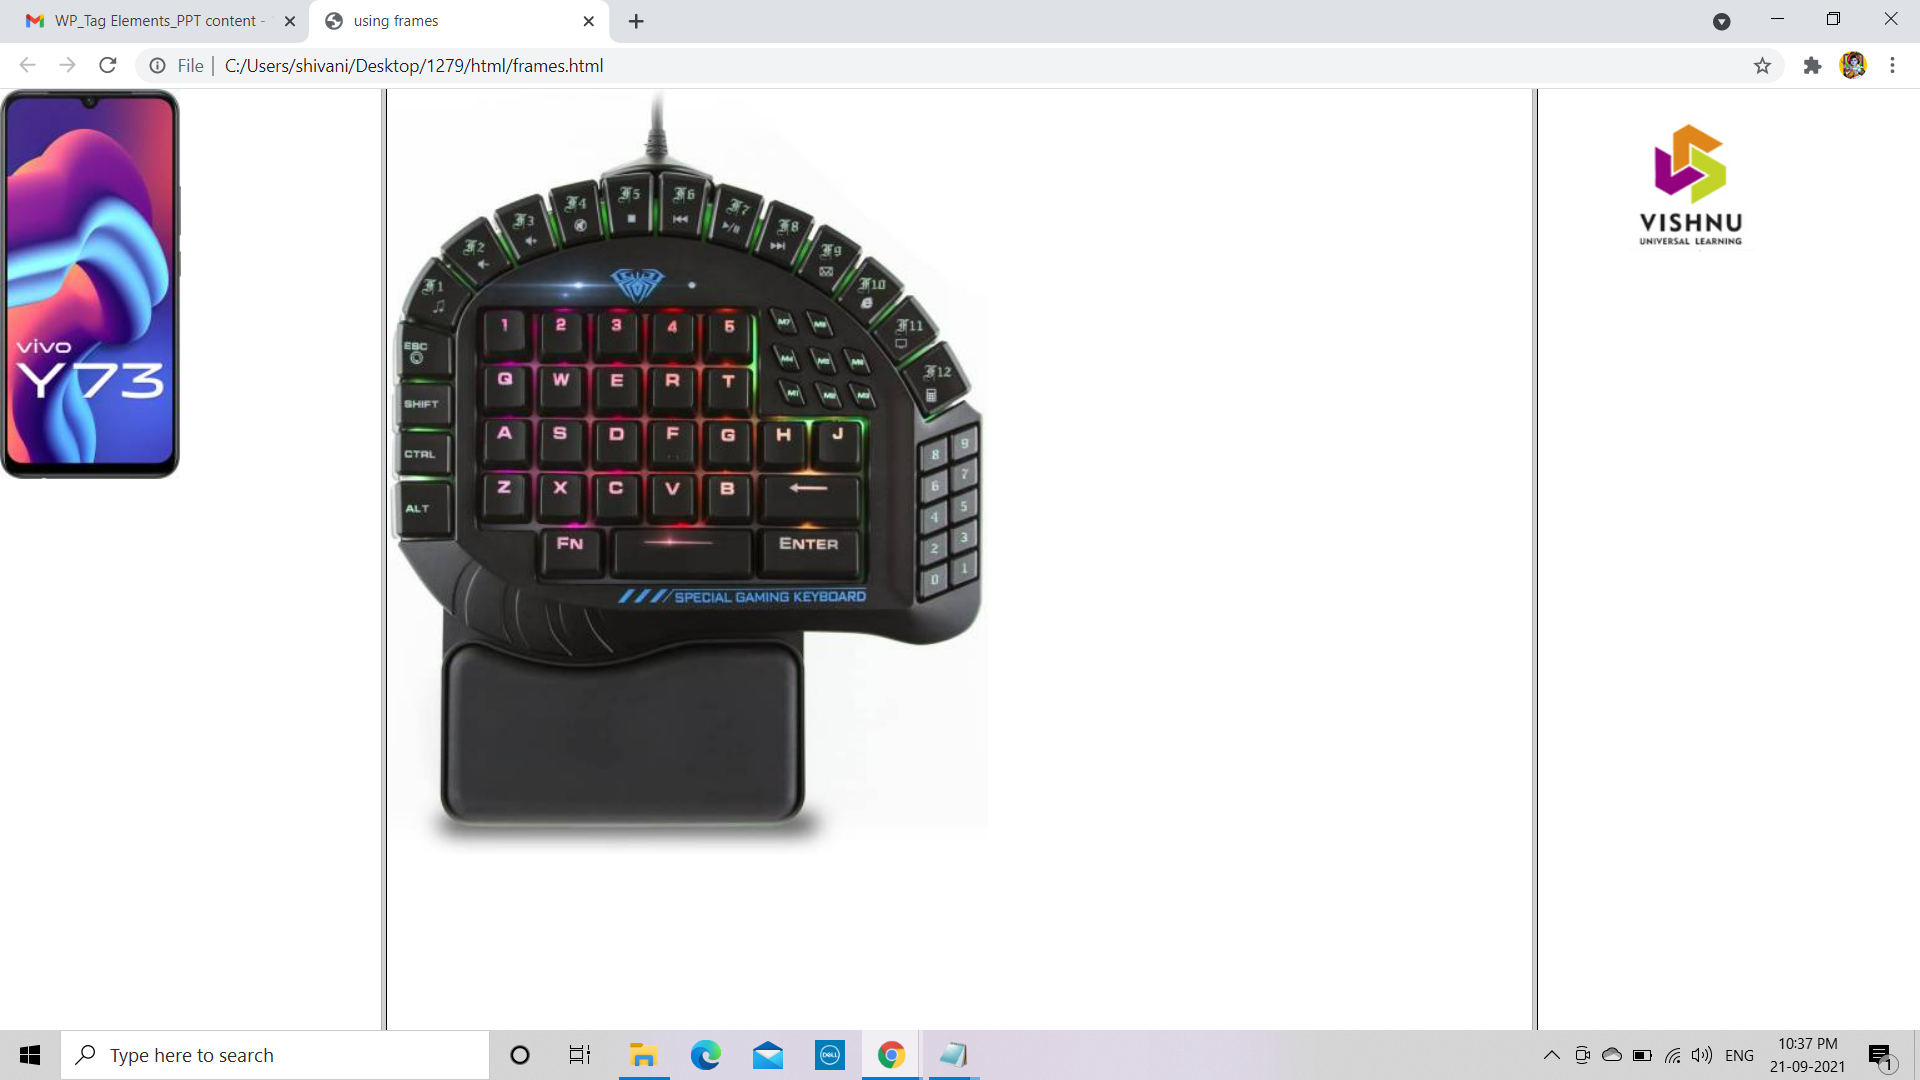 WP_Tag Elements_PPT content -
using frames
File
C:/Users/shivani/Desktop/1279/html/frames.html
vivo
Y73
F1 F2 F3 F4 F5 F6 F7 F8 F9 F10 F11 F12
ESC
SHIFT
CTRL
ALT
1 2 3 4 5
Q W E R T
A S D F G H J
Z X C V B
FN
ENTER
M7 M8
M4 M5 M6
M1 M2 M3
8 9
6 7
4 5
2 3
0 1
SPECIAL GAMING KEYBOARD
VISHNU
UNIVERSAL LEARNING
Type here to search
DELL
ENG
10:37 PM
21-09-2021
1